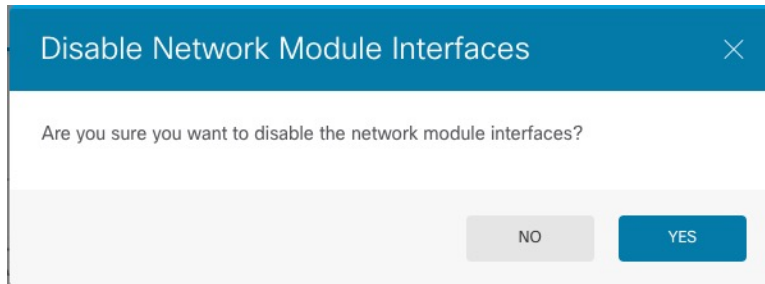 Disable Network Module Interfaces
Are you sure you want to disable the network module interfaces?
NO
YES